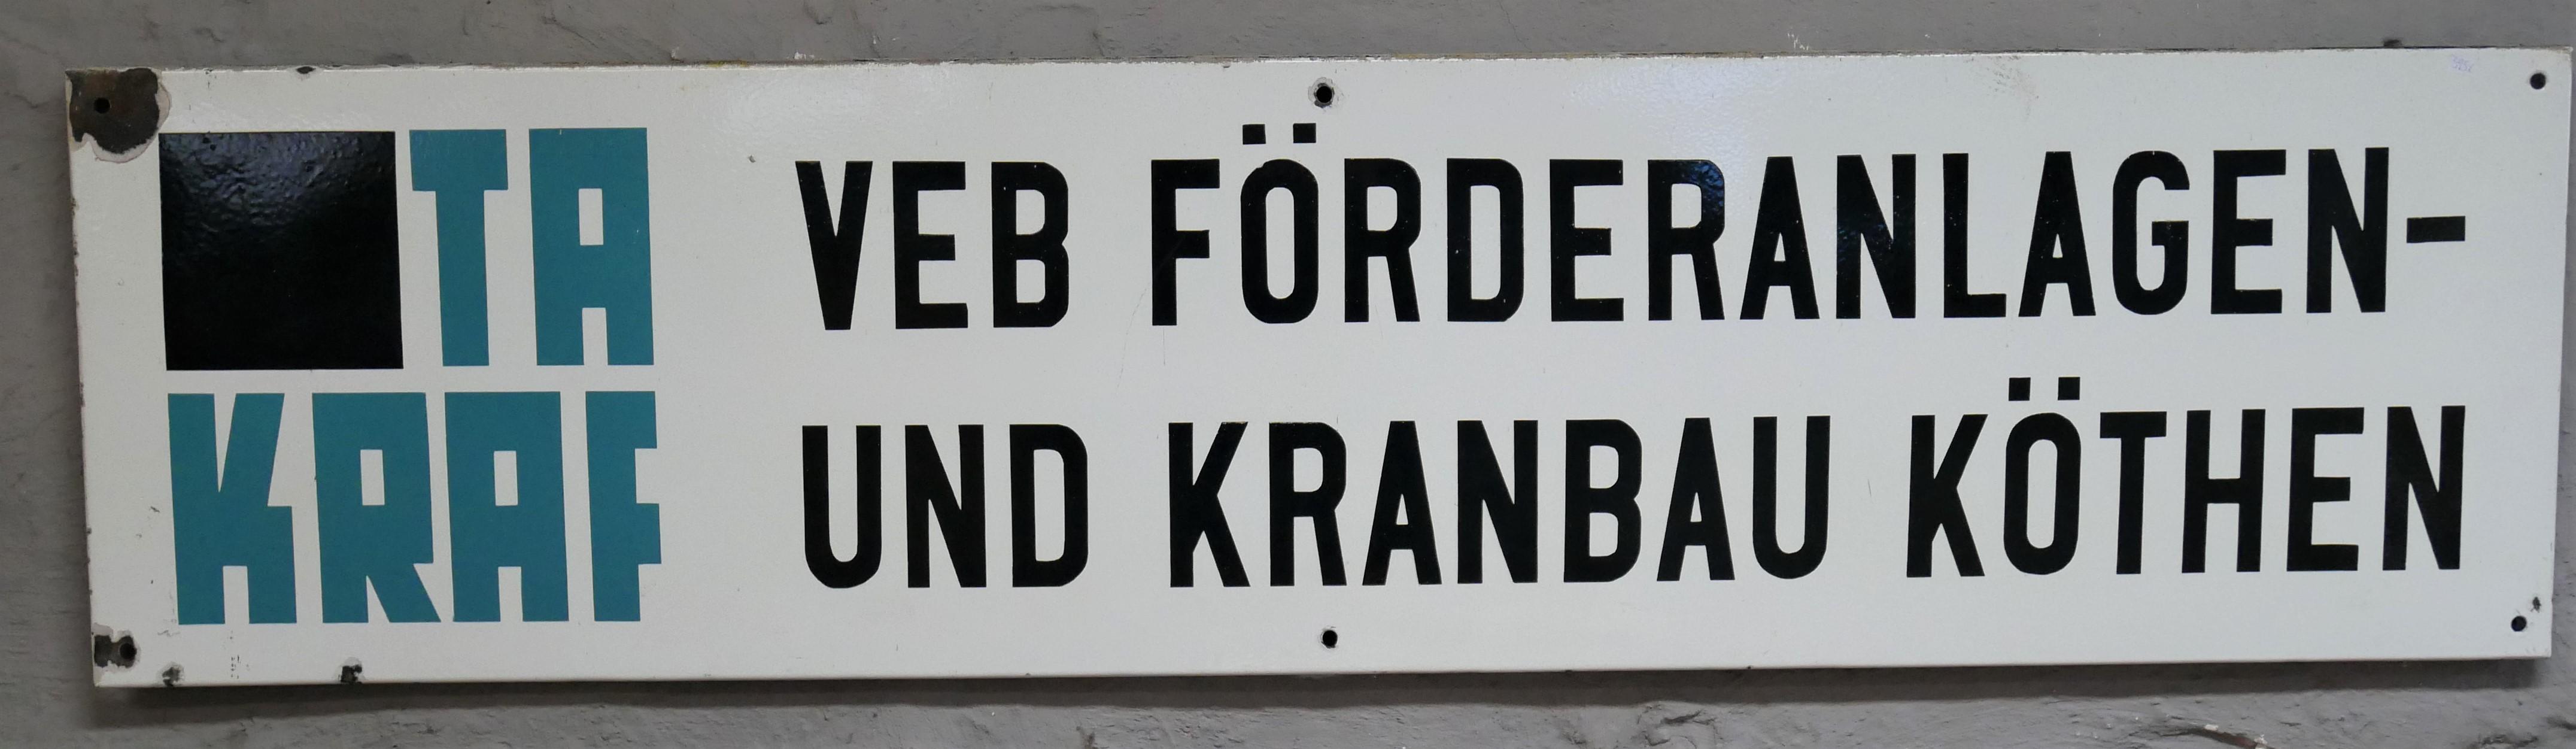 TA
KRAF
VEB FÖRDERANLAGEN-
UND KRANBAU KÖTHEN